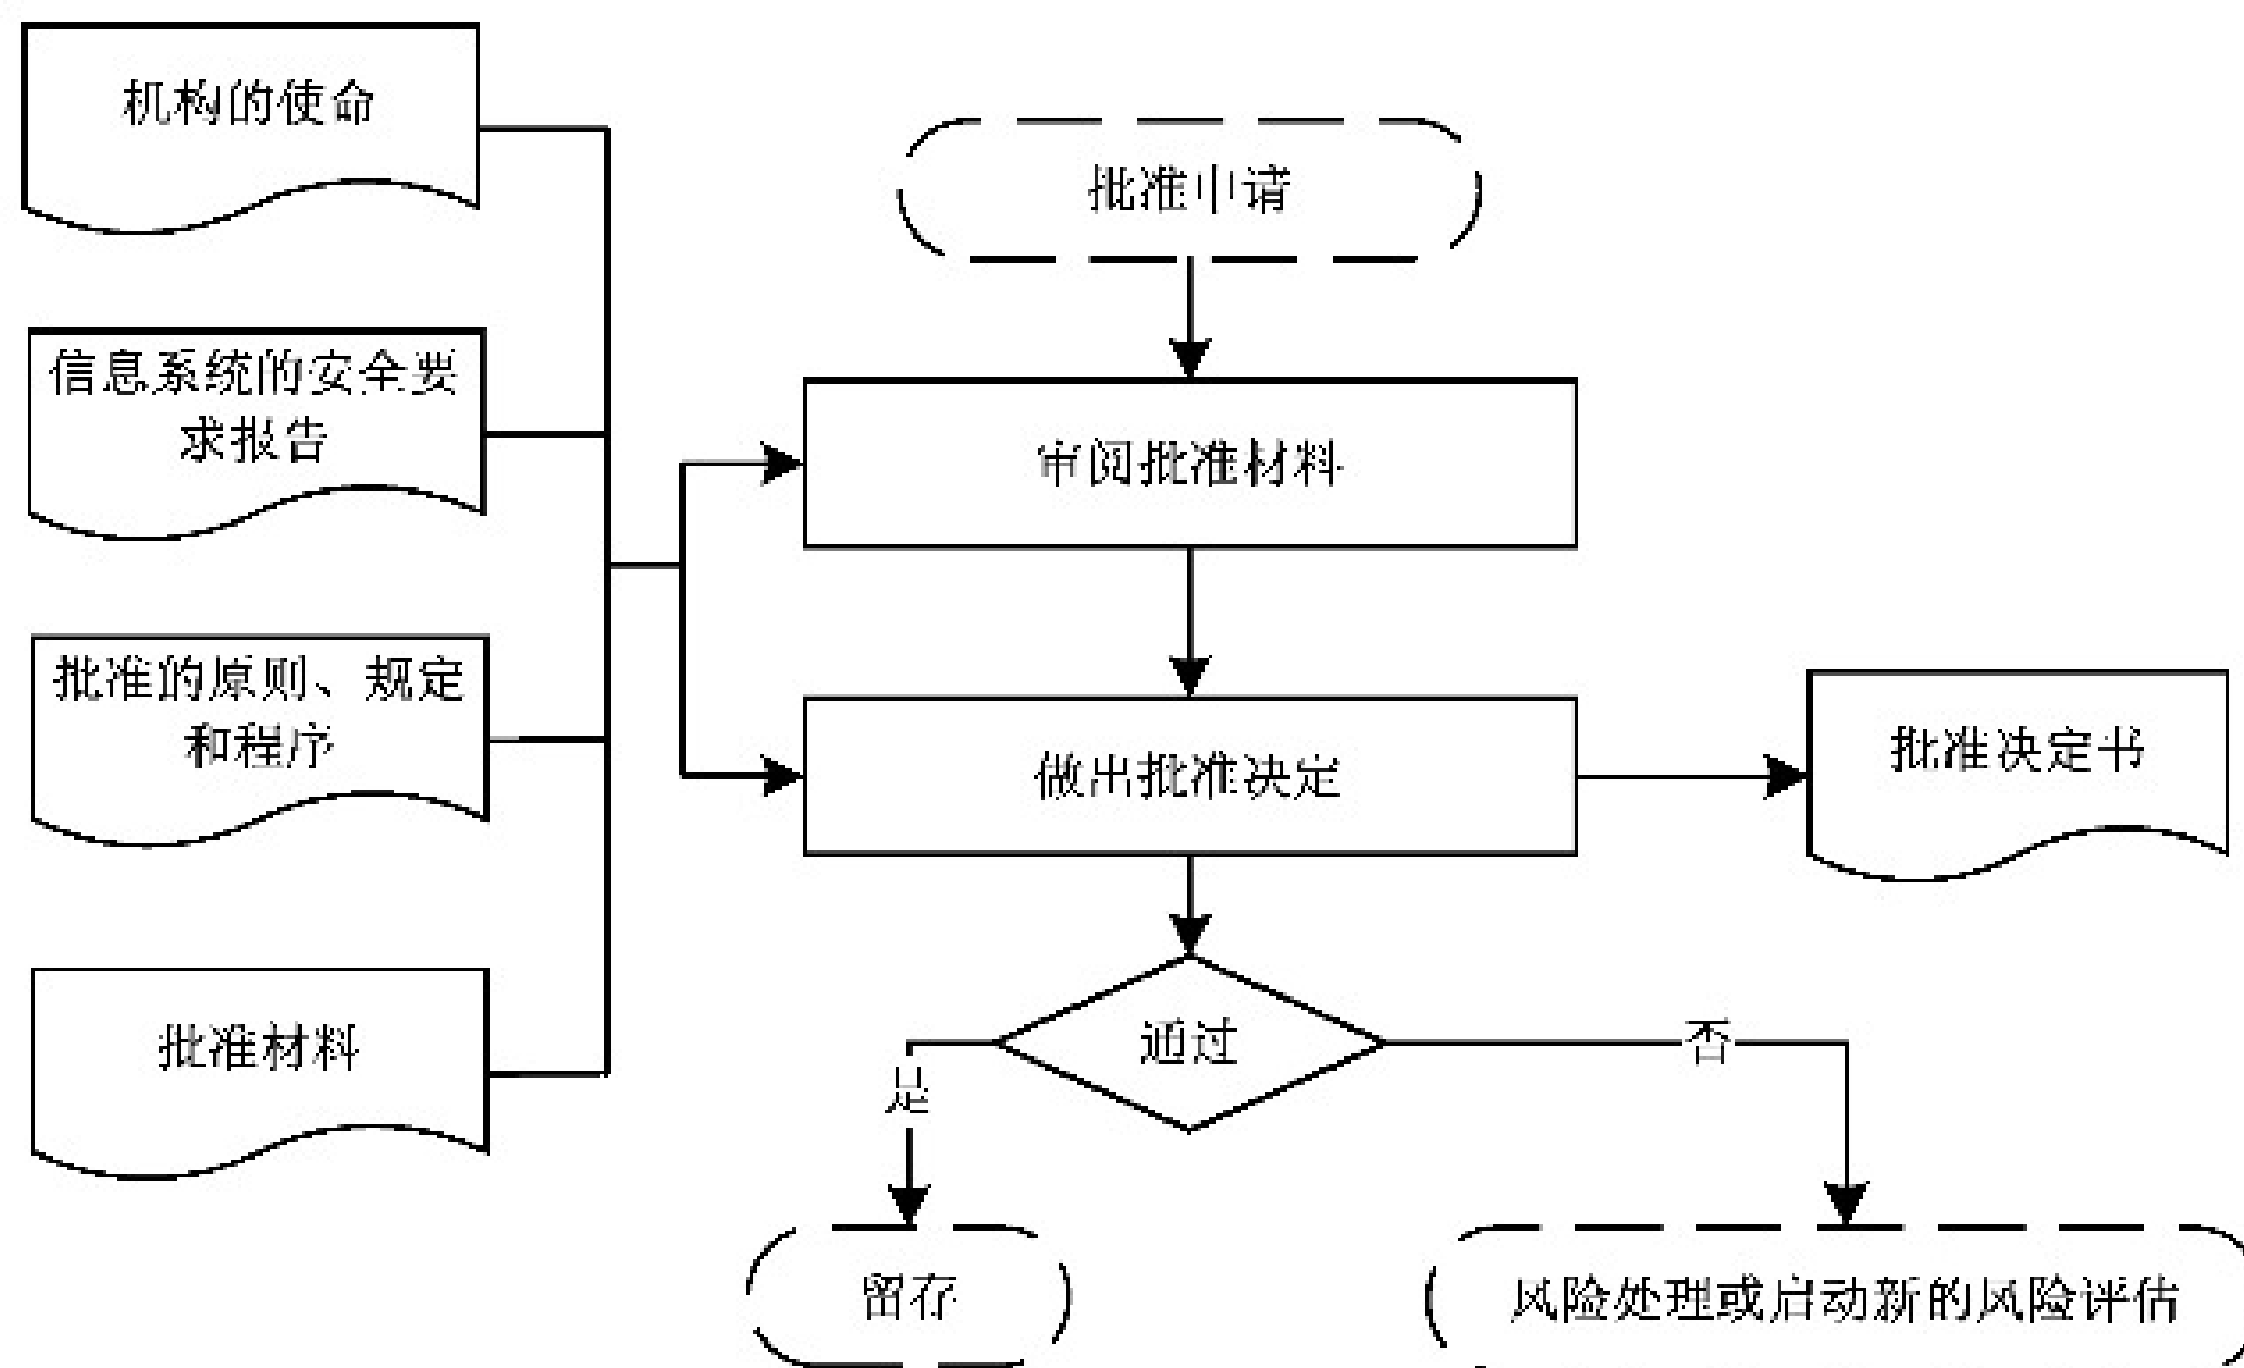 机构的使命
批准申请
信息系统的安全要
求报告
审阅批准材料
批准的原则、规定
和程序
做出批准决定
批准决定书
批准材料
通过
否
是
留存
风险处理或启动新的风险评估